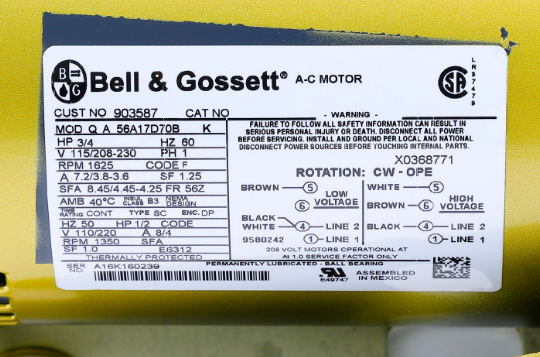 B G Bell & Gossett® A-C MOTOR
LR57479
CUST NO 903587 CAT NO
MOD Q A 56A17D70B K
HP 3/4 HZ 60
V 115/208-230 PH 1
RPM 1625 CODE F
A 7.2/3.8-3.6 SF 1.25
SFA 8.45/4.45-4.25 FR 56Z
AMB 40°C INSUL CLASS B3 NEMA DESIGN
TIME RATING CONT TYPE SC ENC. DP
HZ 50 HP 1/2 CODE
V 110/220 A 8/4
RPM 1350 SFA
SF 1.0 E6312
THERMALLY PROTECTED
SER. NO A16K160239
- WARNING -
FAILURE TO FOLLOW ALL SAFETY INFORMATION CAN RESULT IN
SERIOUS PERSONAL INJURY OR DEATH. DISCONNECT ALL POWER
BEFORE SERVICING. INSTALL AND GROUND PER LOCAL AND NATIONAL
DISCONNECT POWER SOURCES BEFORE TOUCHING INTERNAL PARTS.
X0368771
ROTATION: CW - OPE
BROWN 5 LOW VOLTAGE
6
BLACK
WHITE 4 LINE 2
9580242 1 LINE 1
WHITE 5 HIGH VOLTAGE
BROWN 6
BLACK 4 LINE 2
1 LINE 1
208 VOLT MOTORS OPERATIONAL AT
At 1.0 SERVICE FACTOR ONLY
PERMANENTLY LUBRICATED - BALL BEARING
E49747
ASSEMBLED
IN MEXICO